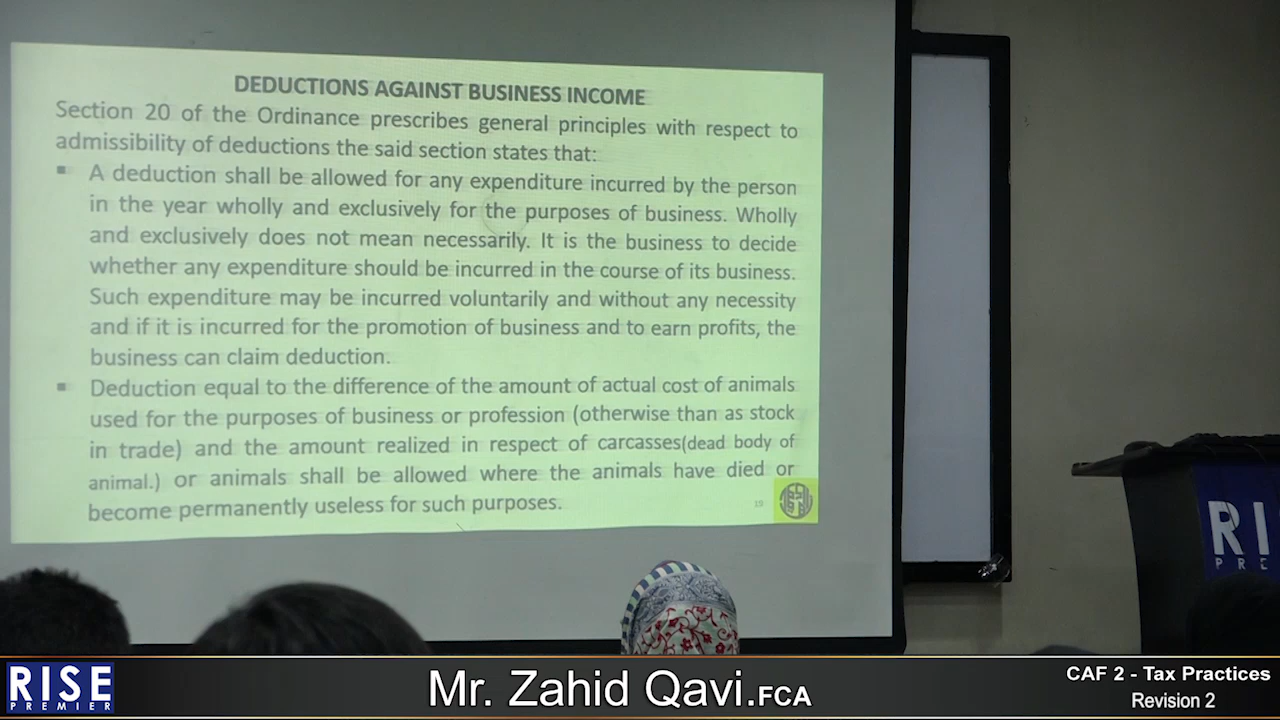 DEDUCTIONS AGAINST BUSINESS INCOME
Section 20 of the Ordinance prescribes general principles with respect to
admissibility of deductions the said section states that:
▪ A deduction shall be allowed for any expenditure incurred by the person
in the year wholly and exclusively for the purposes of business. Wholly
and exclusively does not mean necessarily. It is the business to decide
whether any expenditure should be incurred in the course of its business.
Such expenditure may be incurred voluntarily and without any necessity
and if it is incurred for the promotion of business and to earn profits, the
business can claim deduction.
▪ Deduction equal to the difference of the amount of actual cost of animals
used for the purposes of business or profession (otherwise than as stock
in trade) and the amount realized in respect of carcasses(dead body of
animal.) or animals shall be allowed where the animals have died or
become permanently useless for such purposes.
19
RI
PRE
RISE
PREMIER
Mr. Zahid Qavi.FCA
CAF 2 - Tax Practices
Revision 2